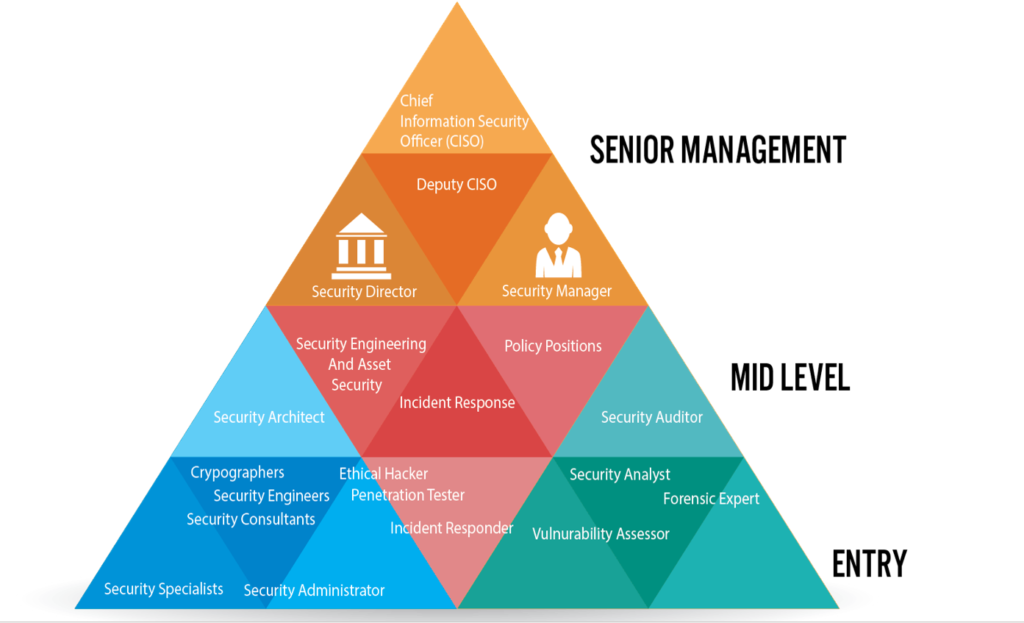 Chief
Information Security
Officer (CISO)
SENIOR MANAGEMENT
Deputy CISO
Security Director
Security Manager
Security Engineering
And Asset
Security
Policy Positions
MID LEVEL
Incident Response
Security Architect
Security Auditor
Crypographers
Security Engineers
Security Consultants
Ethical Hacker
Penetration Tester
Incident Responder
Security Analyst
Forensic Expert
Vulnurability Assessor
ENTRY
Security Specialists
Security Administrator